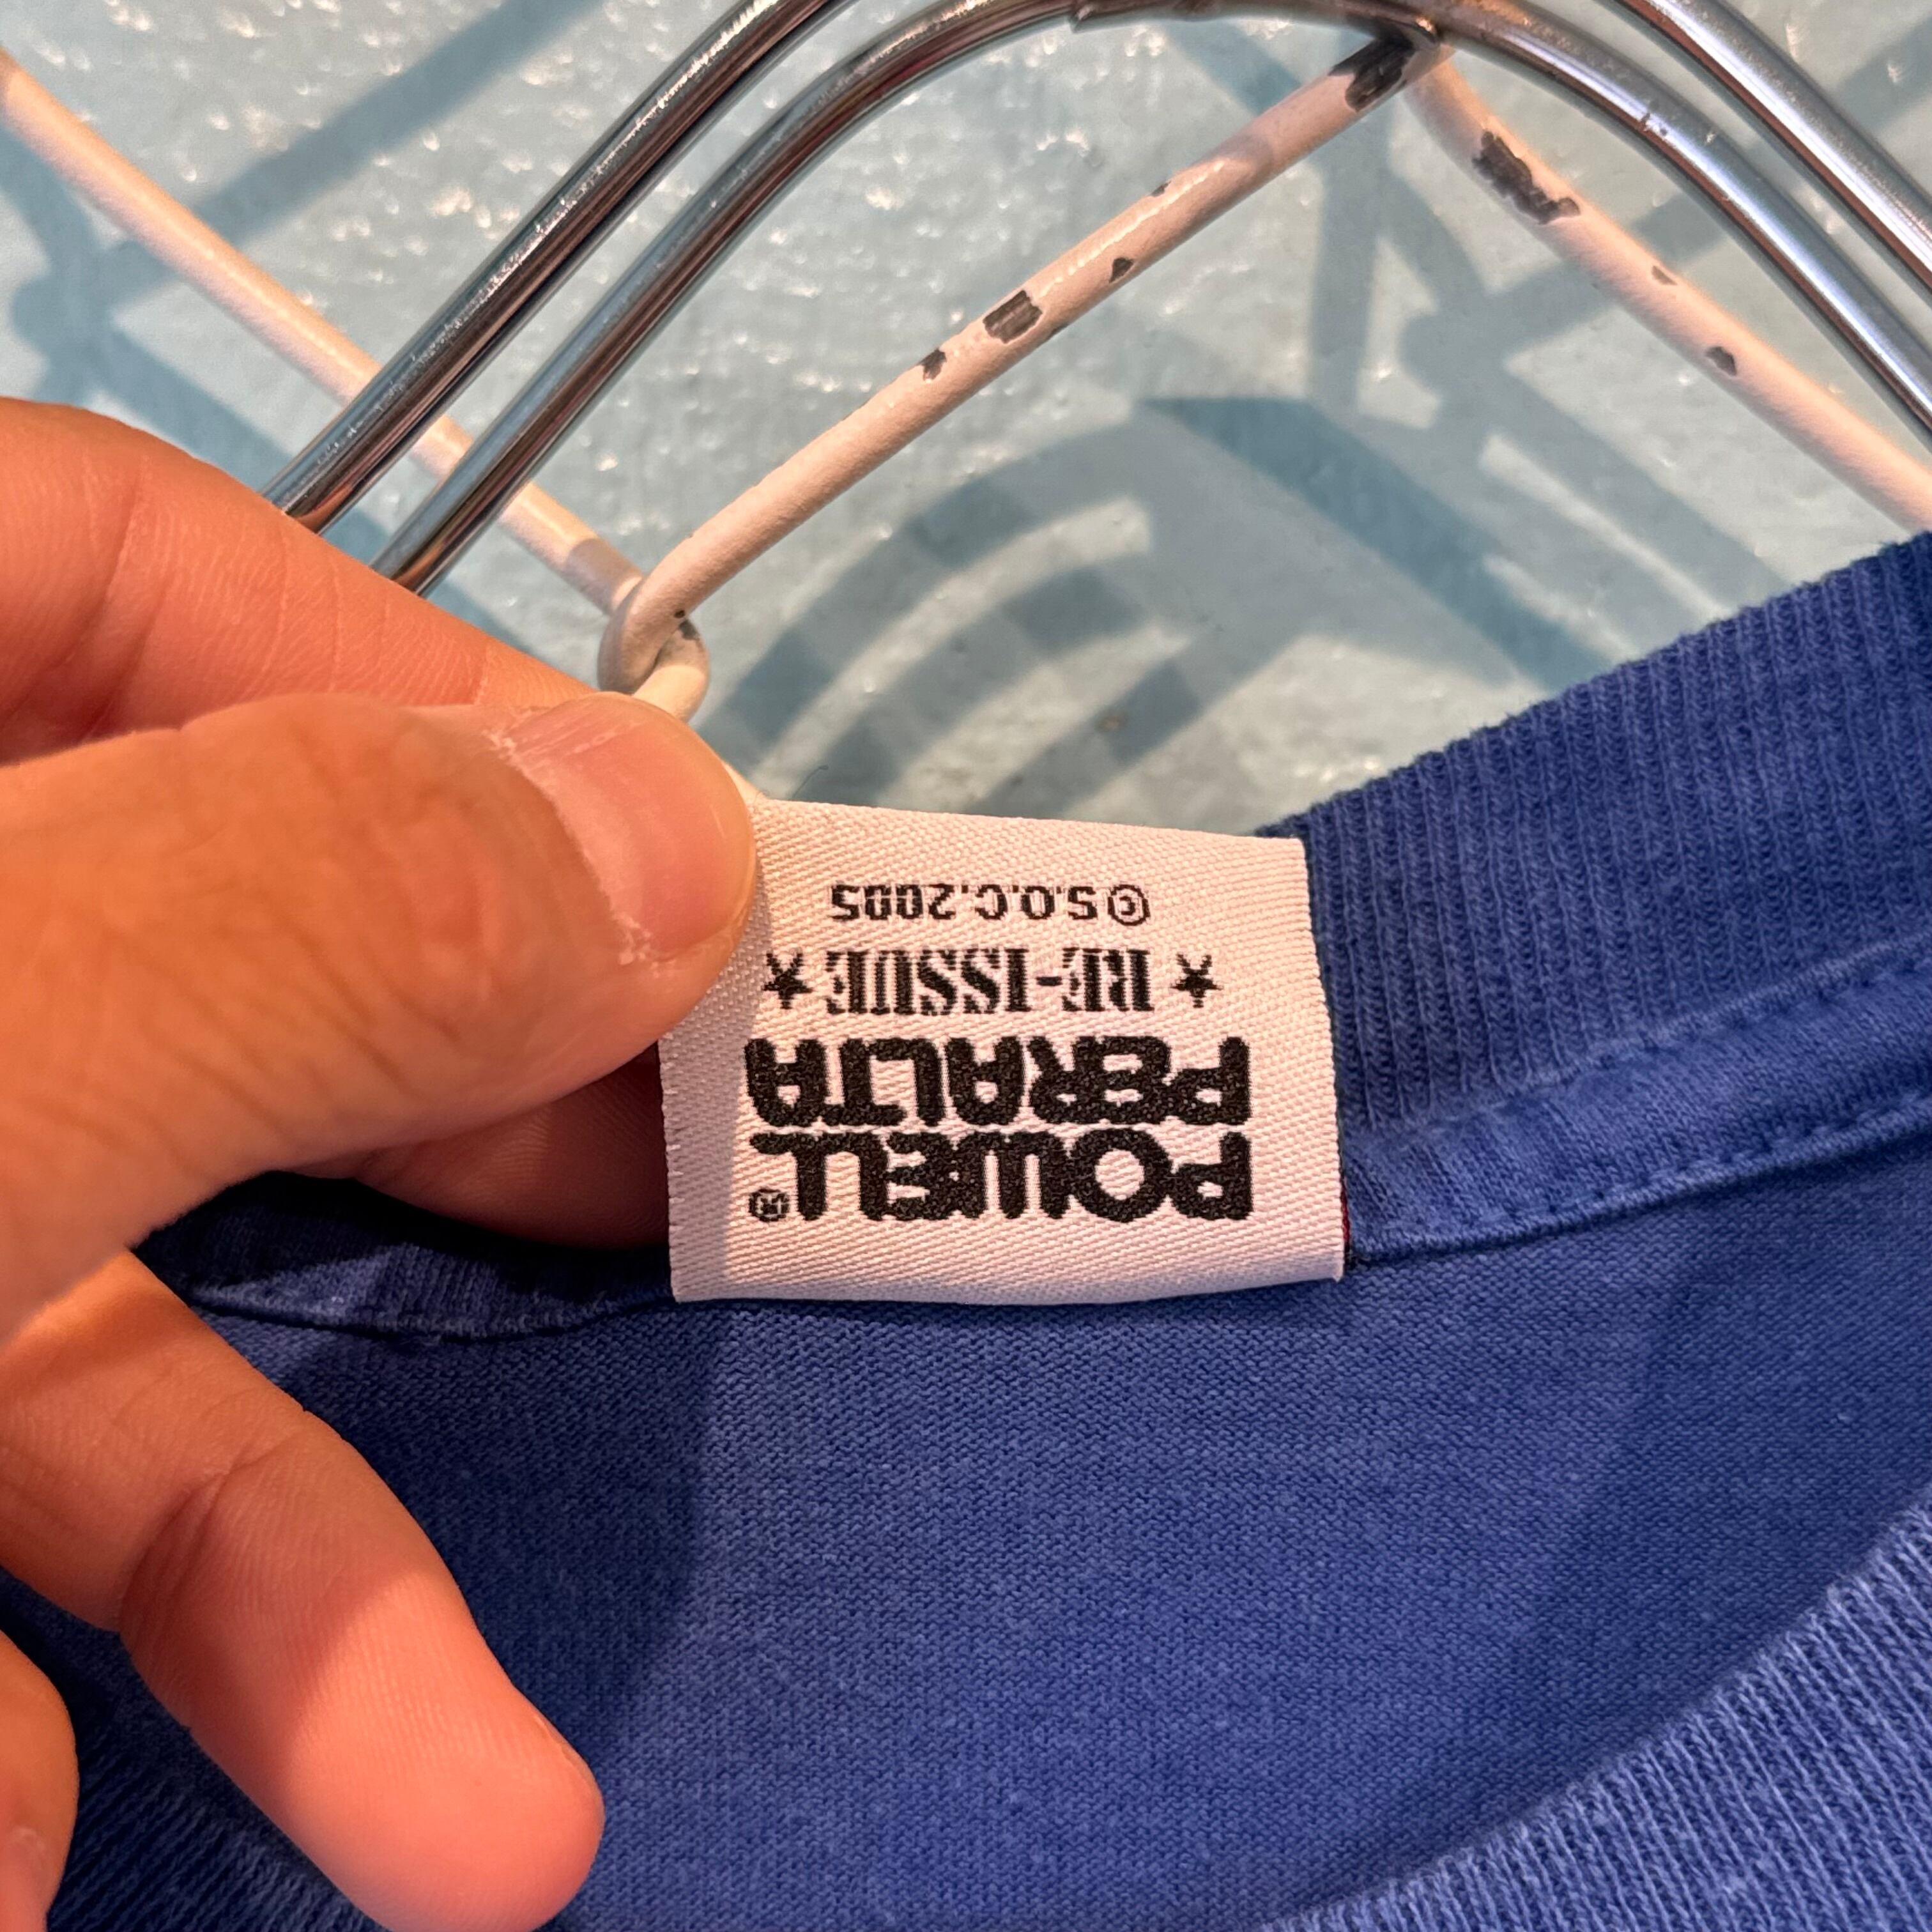 POWELL®
PERALTA
★ RE-ISSUE ★
©S.O.C.2005